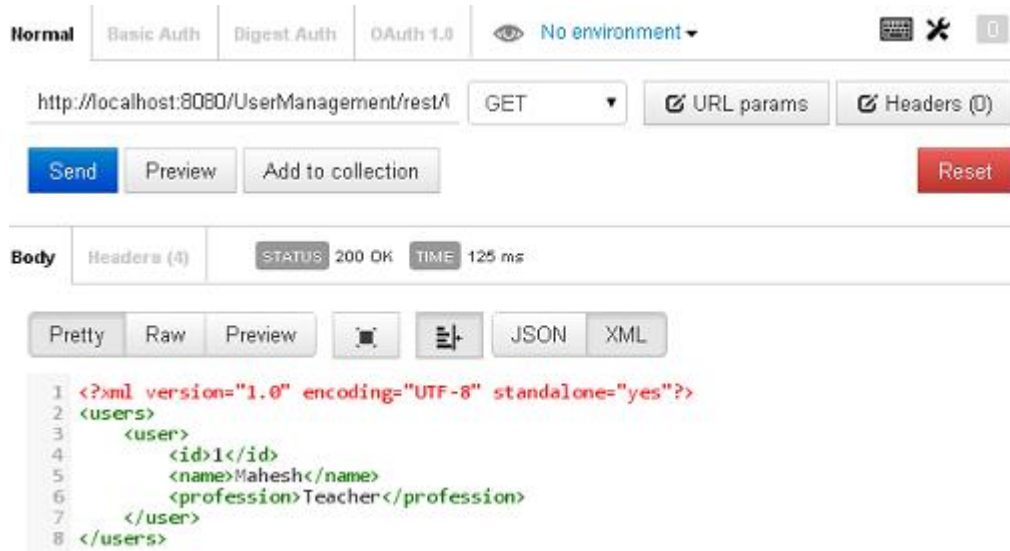 Normal Basic Auth Digest Auth OAuth 1.0 No environment 0
http://localhost:8080/UserManagement/rest/ GET URL params Headers (0)
Send Preview Add to collection Reset
Body Headers (4) STATUS 200 OK TIME 125 ms
Pretty Raw Preview JSON XML
1 <?xml version="1.0" encoding="UTF-8" standalone="yes"?>
2 <users>
3 <user>
4 <id>1</id>
5 <name>Mahesh</name>
6 <profession>Teacher</profession>
7 </user>
8 </users>